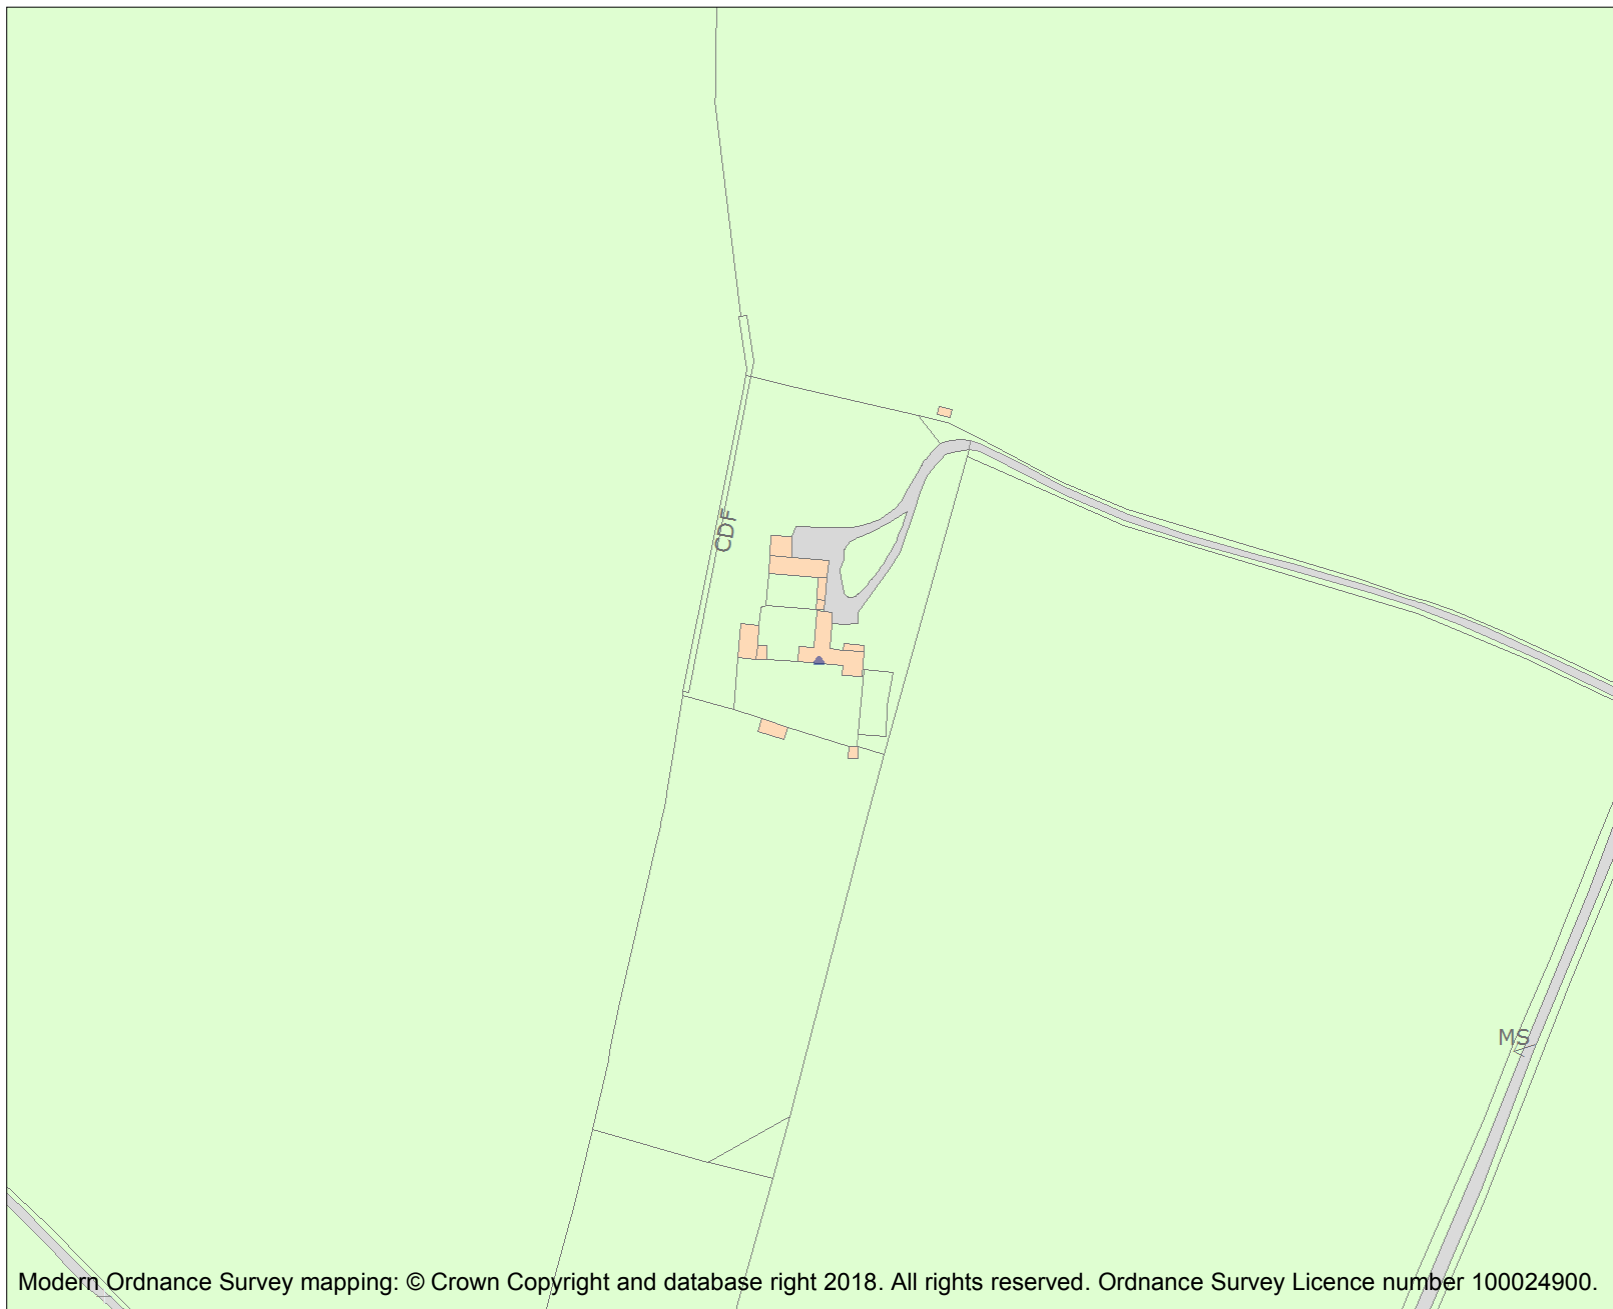 CDF
MS
Modern Ordnance Survey mapping: © Crown Copyright and database right 2018. All rights reserved. Ordnance Survey Licence number 100024900.